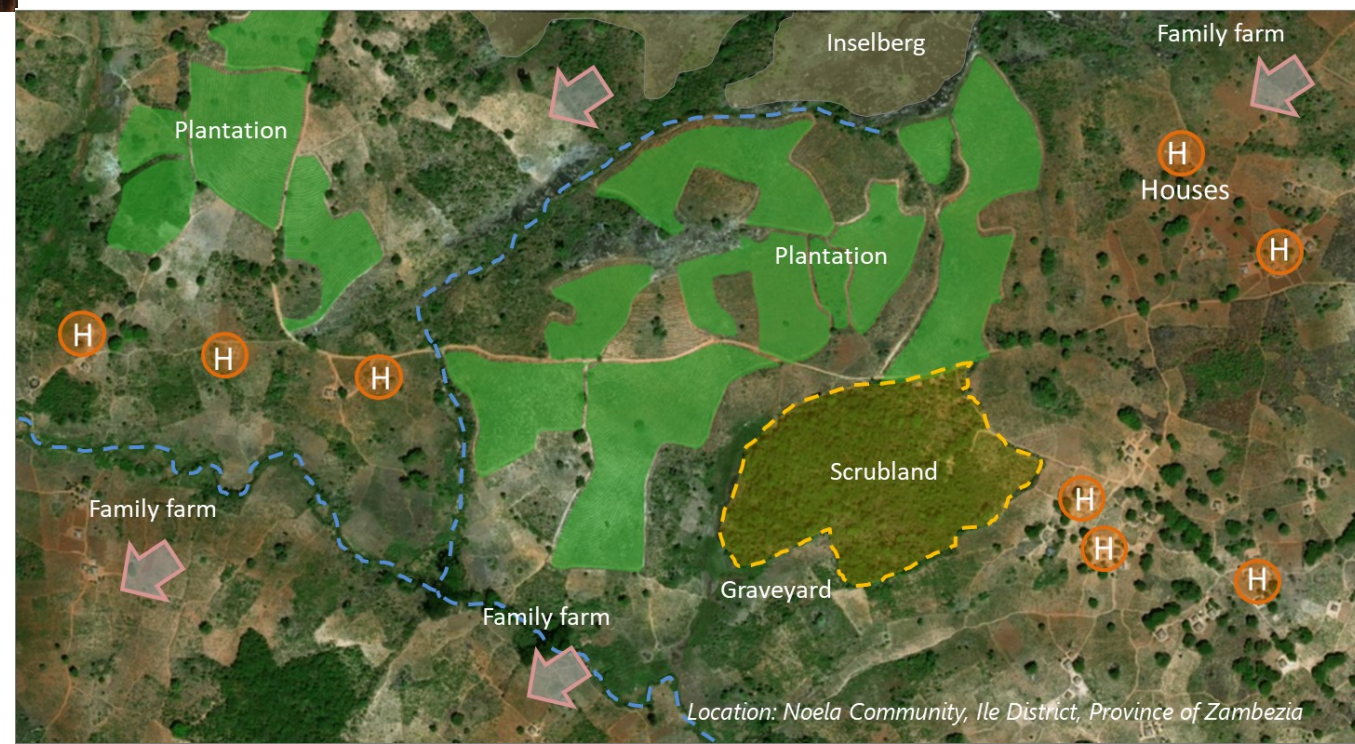 Inselberg
Family farm
Plantation
H
Houses
H
Plantation
H
H
H
Scrubland
H
Family farm
H
H
Graveyard
Family farm
Location: Noela Community, Ile District, Province of Zambezia